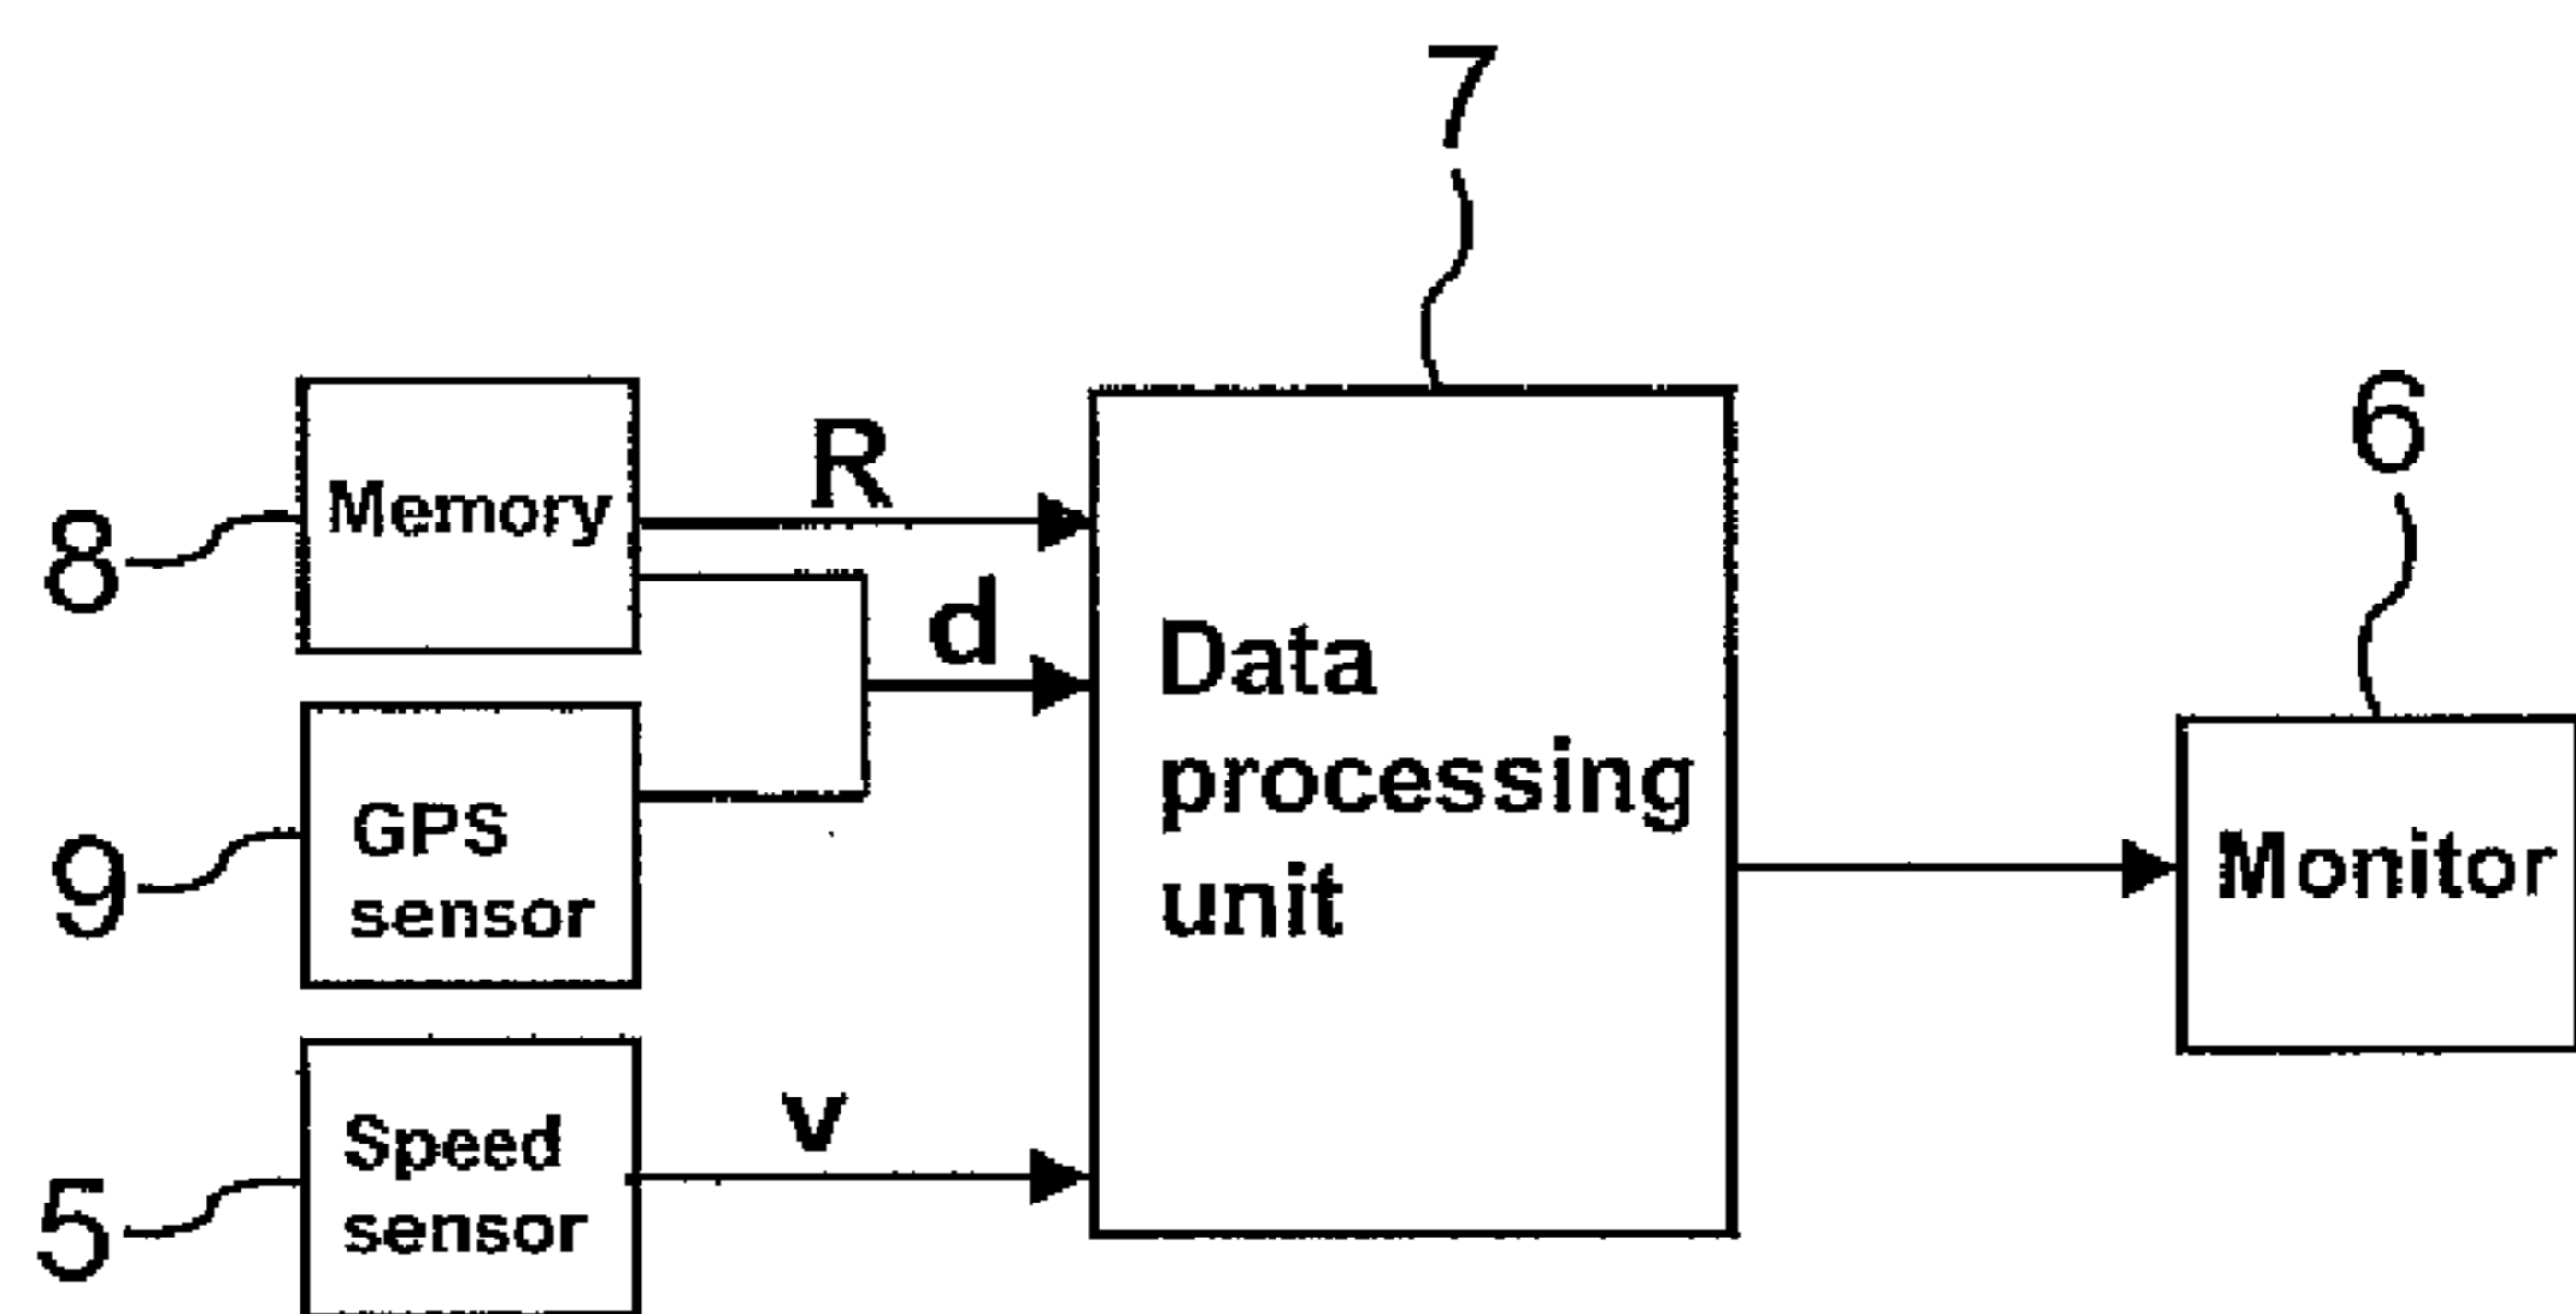 7
6
8
Memory
R
d
Data
processing
unit
9
GPS
sensor
Monitor
5
Speed
sensor
v